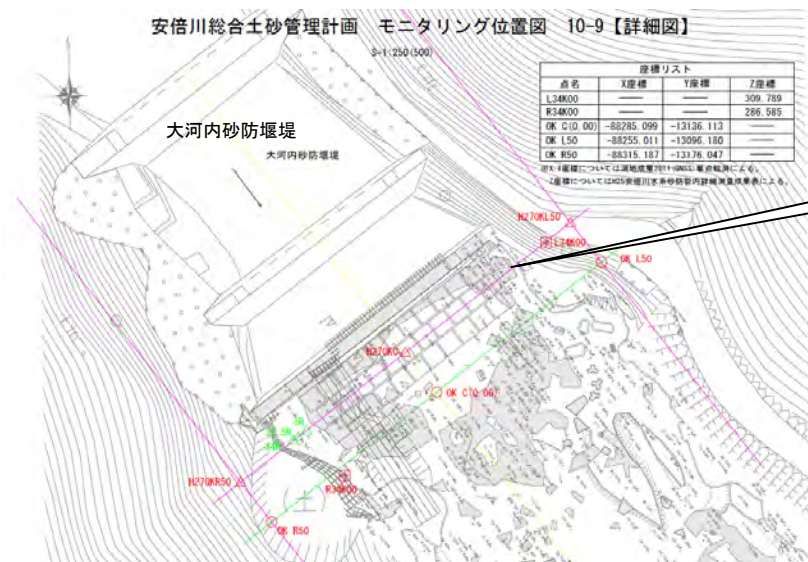 安倍川総合土砂管理計画 モニタリング位置図 10-9【詳細図】
S=1:250(500)
座標リスト
点名 X座標 Y座標 Z座標
L34K00 ―― ―― 309.789
R34K00 ―― ―― 286.585
OK C(0.00) -88285.099 -13136.113 ――
OK L50 -88255.011 -13096.180 ――
OK R50 -88315.187 -13176.047 ――
大河内砂防堰堤
大河内砂防堰堤
H270KL50
L34K00
OK L50
H270KC
OK C(0.00)
H270KR50
R34K00
OK R50
(土)